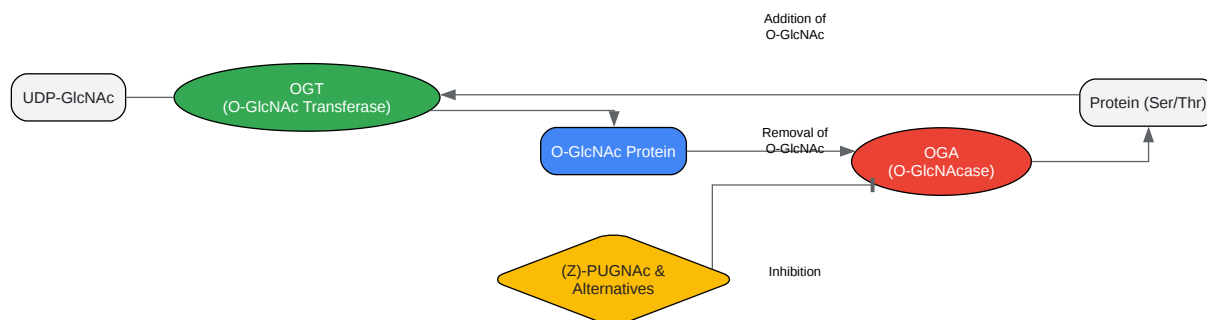 Addition of
O-GlcNAc
UDP-GlcNAc
OGT
(O-GlcNAc Transferase)
Protein (Ser/Thr)
O-GlcNAc Protein
Removal of
O-GlcNAc
OGA
(O-GlcNAcase)
(Z)-PUGNAc &
Alternatives
Inhibition